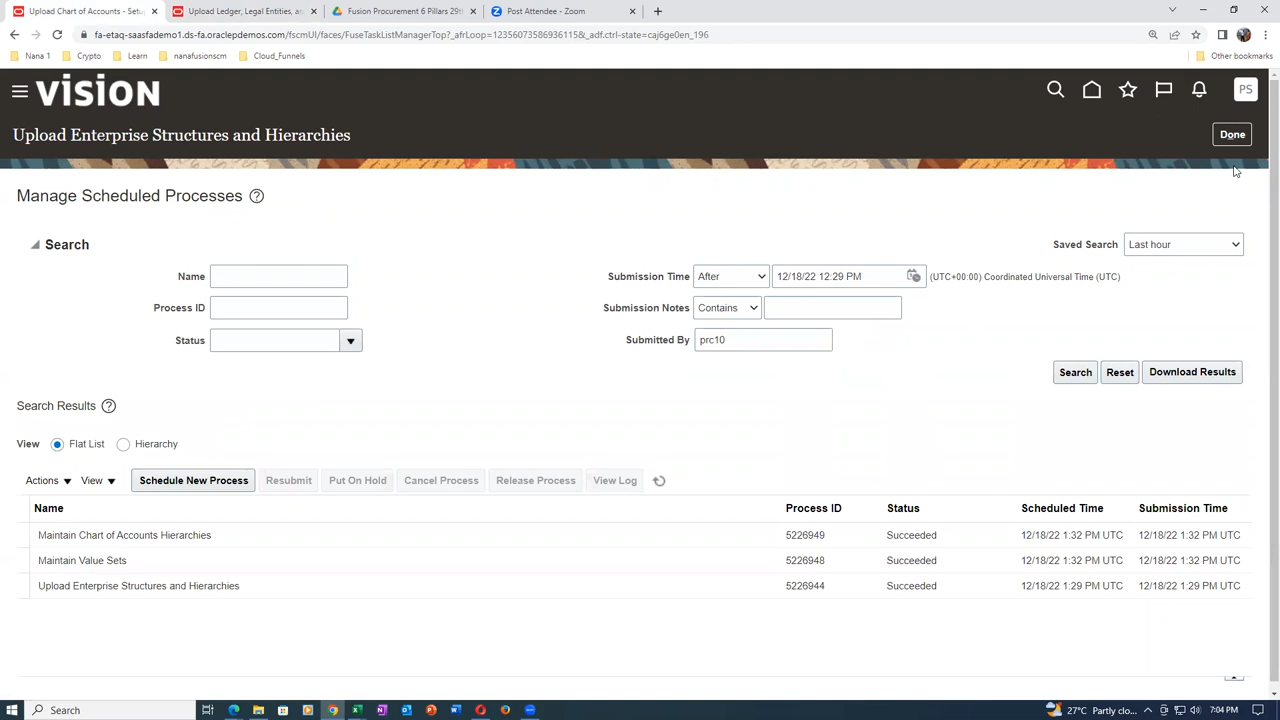 Upload Chart of Accounts - Setu
Upload Ledger, Legal Entities, a
Fusion Procurement 6 Pillars 29t
Post Attendee - Zoom
fa-etaq-saasfademo1.ds-fa.oraclepdemos.com/fscmUI/faces/FuseTaskListManagerTop?_afrLoop=12356073586936115&_adf.ctrl-state=caj6ge0en_196
Nana 1
Crypto
Learn
nanafusionscm
Cloud_Funnels
Other bookmarks
VISION
PS
Upload Enterprise Structures and Hierarchies
Done
Manage Scheduled Processes ?
Search
Saved Search Last hour
Name
Submission Time After 12/18/22 12:29 PM (UTC+00:00) Coordinated Universal Time (UTC)
Process ID
Submission Notes Contains
Status
Submitted By prc10
Search Reset Download Results
Search Results ?
View Flat List Hierarchy
Actions View Schedule New Process Resubmit Put On Hold Cancel Process Release Process View Log
Name Process ID Status Scheduled Time Submission Time
Maintain Chart of Accounts Hierarchies 5226949 Succeeded 12/18/22 1:32 PM UTC 12/18/22 1:32 PM UTC
Maintain Value Sets 5226948 Succeeded 12/18/22 1:32 PM UTC 12/18/22 1:32 PM UTC
Upload Enterprise Structures and Hierarchies 5226944 Succeeded 12/18/22 1:29 PM UTC 12/18/22 1:29 PM UTC
Search
27°C Partly clo...
7:04 PM